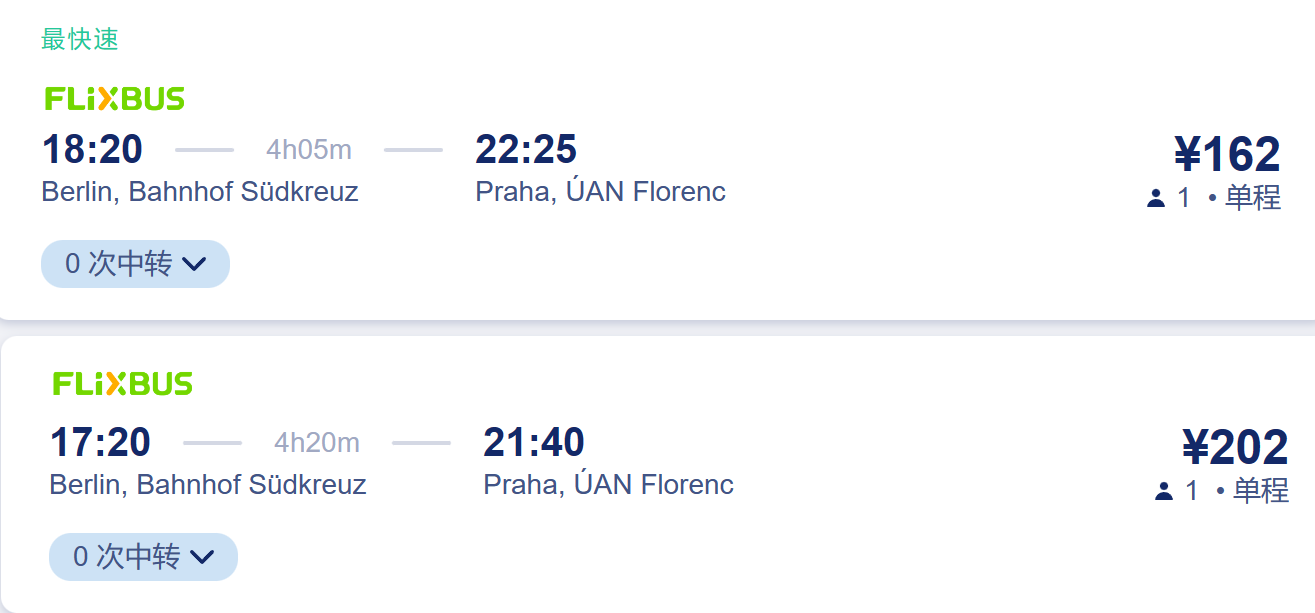 最快速
FLiXBUS
18:20 4h05m 22:25 ¥162
Berlin, Bahnhof Südkreuz Praha, ÚAN Florenc 1 • 单程
0 次中转
FLiXBUS
17:20 4h20m 21:40 ¥202
Berlin, Bahnhof Südkreuz Praha, ÚAN Florenc 1 • 单程
0 次中转